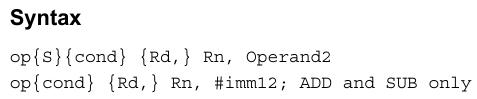 Syntax
op{S}{cond} {Rd,} Rn, Operand2
op{cond} {Rd,} Rn, #imm12; ADD and SUB only